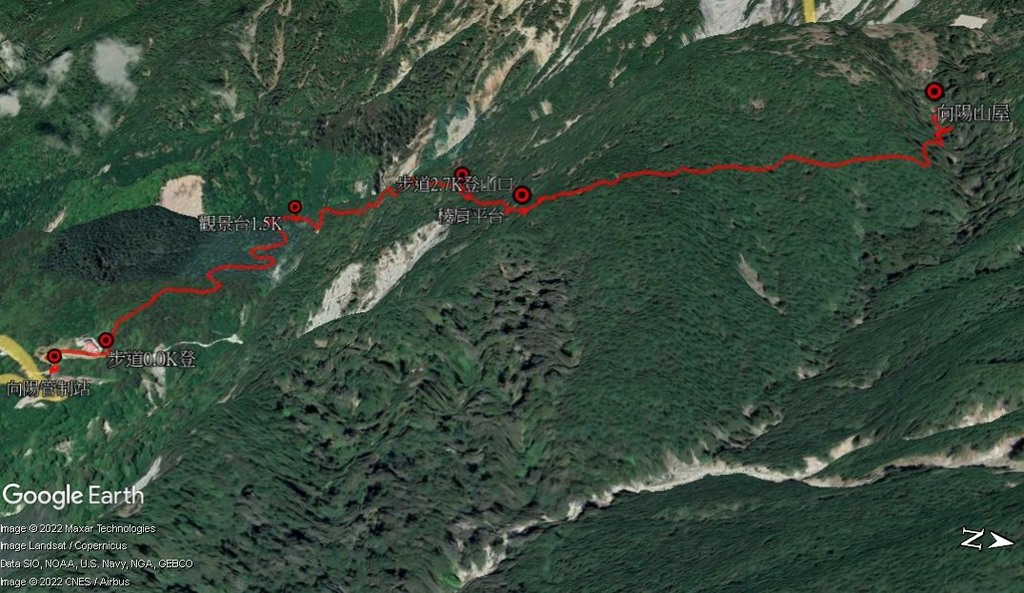 向陽山屋
步道2.7K登山口
稜肩平台
觀景台1.5K
步道0.0K登
向陽管制站
Google Earth
Image © 2022 Maxar Technologies
Image Landsat / Copernicus
Data SIO, NOAA, U.S. Navy, NGA, GEBCO
Image © 2022 CNES / Airbus
N